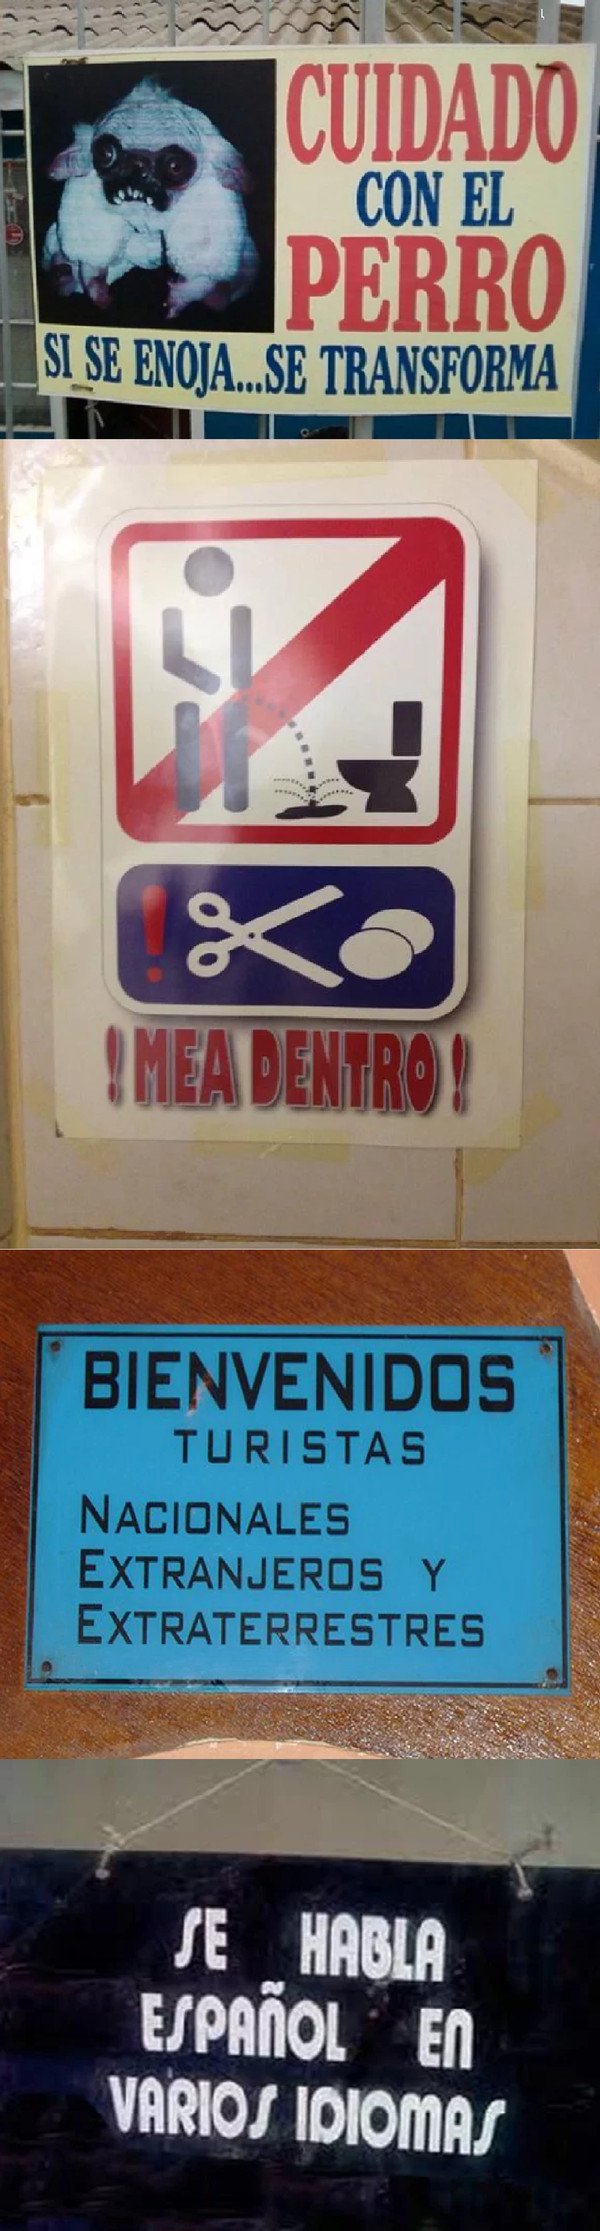 CUIDADO
CON EL
PERRO
SI SE ENOJA...SE TRANSFORMA
! MEA DENTRO !
BIENVENIDOS
TURISTAS
NACIONALES
EXTRANJEROS Y
EXTRATERRESTRES
SE HABLA
ESPAÑOL EN
VARIOS IDIOMAS